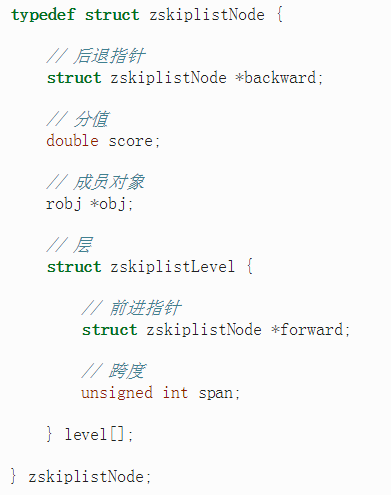 typedef struct zskiplistNode {
// 后退指针
struct zskiplistNode *backward;
// 分值
double score;
// 成员对象
robj *obj;
// 层
struct zskiplistLevel {
// 前进指针
struct zskiplistNode *forward;
// 跨度
unsigned int span;
} level[];
} zskiplistNode;